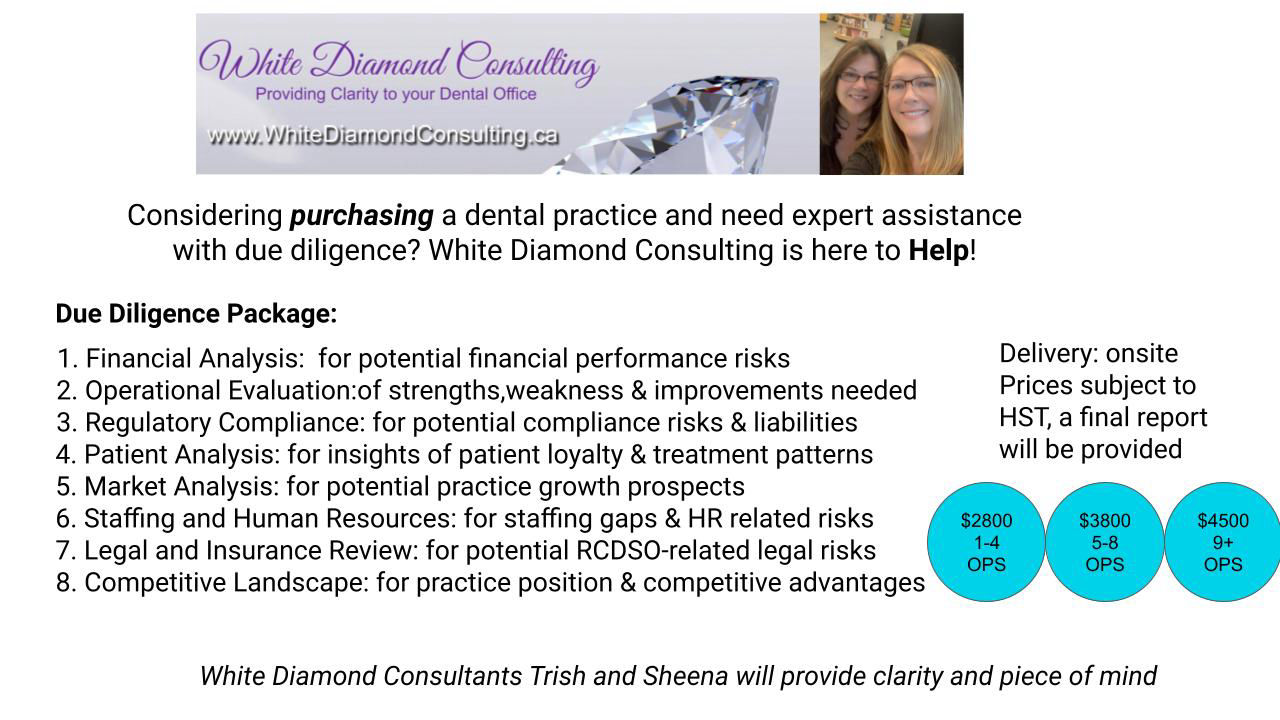 White Diamond Consulting
Providing Clarity to your Dental Office
www.WhiteDiamondConsulting.ca
Considering purchasing a dental practice and need expert assistance
with due diligence? White Diamond Consulting is here to Help!
Due Diligence Package:
1. Financial Analysis:  for potential financial performance risks
2. Operational Evaluation:of strengths,weakness & improvements needed
3. Regulatory Compliance: for potential compliance risks & liabilities
4. Patient Analysis: for insights of patient loyalty & treatment patterns
5. Market Analysis: for potential practice growth prospects
6. Staffing and Human Resources: for staffing gaps & HR related risks
7. Legal and Insurance Review: for potential RCDSO-related legal risks
8. Competitive Landscape: for practice position & competitive advantages
Delivery: onsite
Prices subject to
HST, a final report
will be provided
$2800
1-4
OPS
$3800
5-8
OPS
$4500
9+
OPS
White Diamond Consultants Trish and Sheena will provide clarity and piece of mind